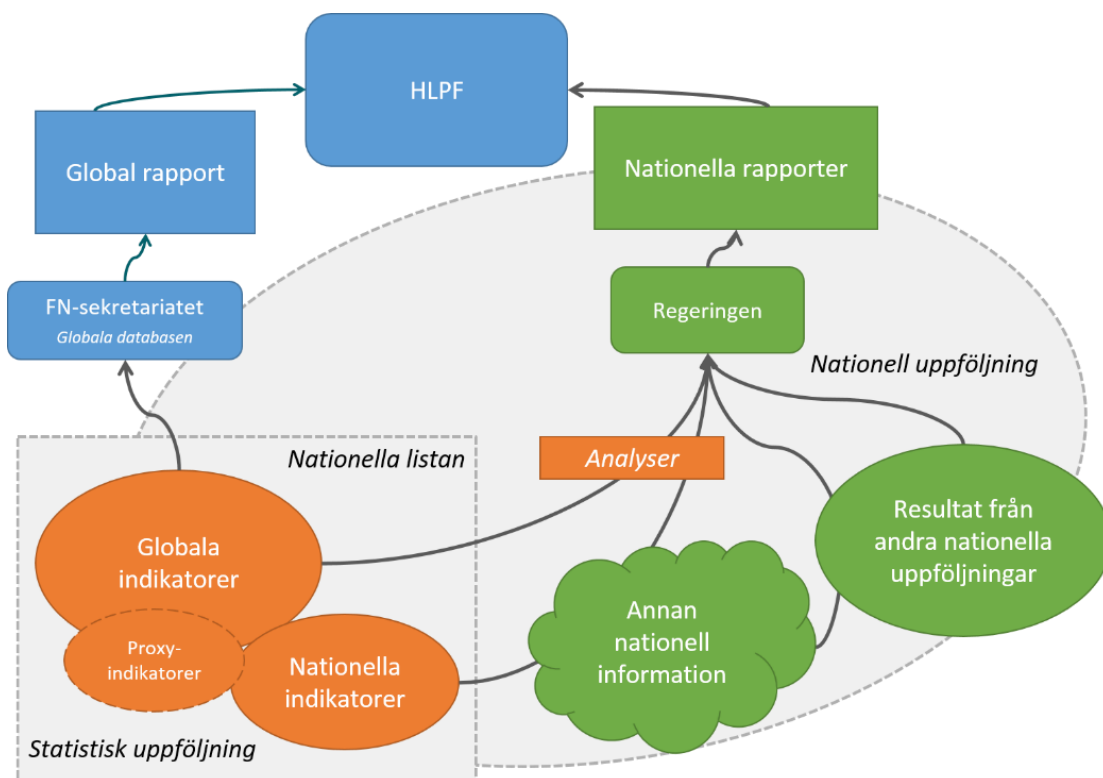 HLPF
Global rapport
Nationella rapporter
FN-sekretariatet
Globala databasen
Regeringen
Nationell uppföljning
Nationella listan
Analyser
Globala
indikatorer
Resultat från
andra nationella
uppföljningar
Annan
nationell
information
Proxy-
indikatorer
Nationella
indikatorer
Statistisk uppföljning